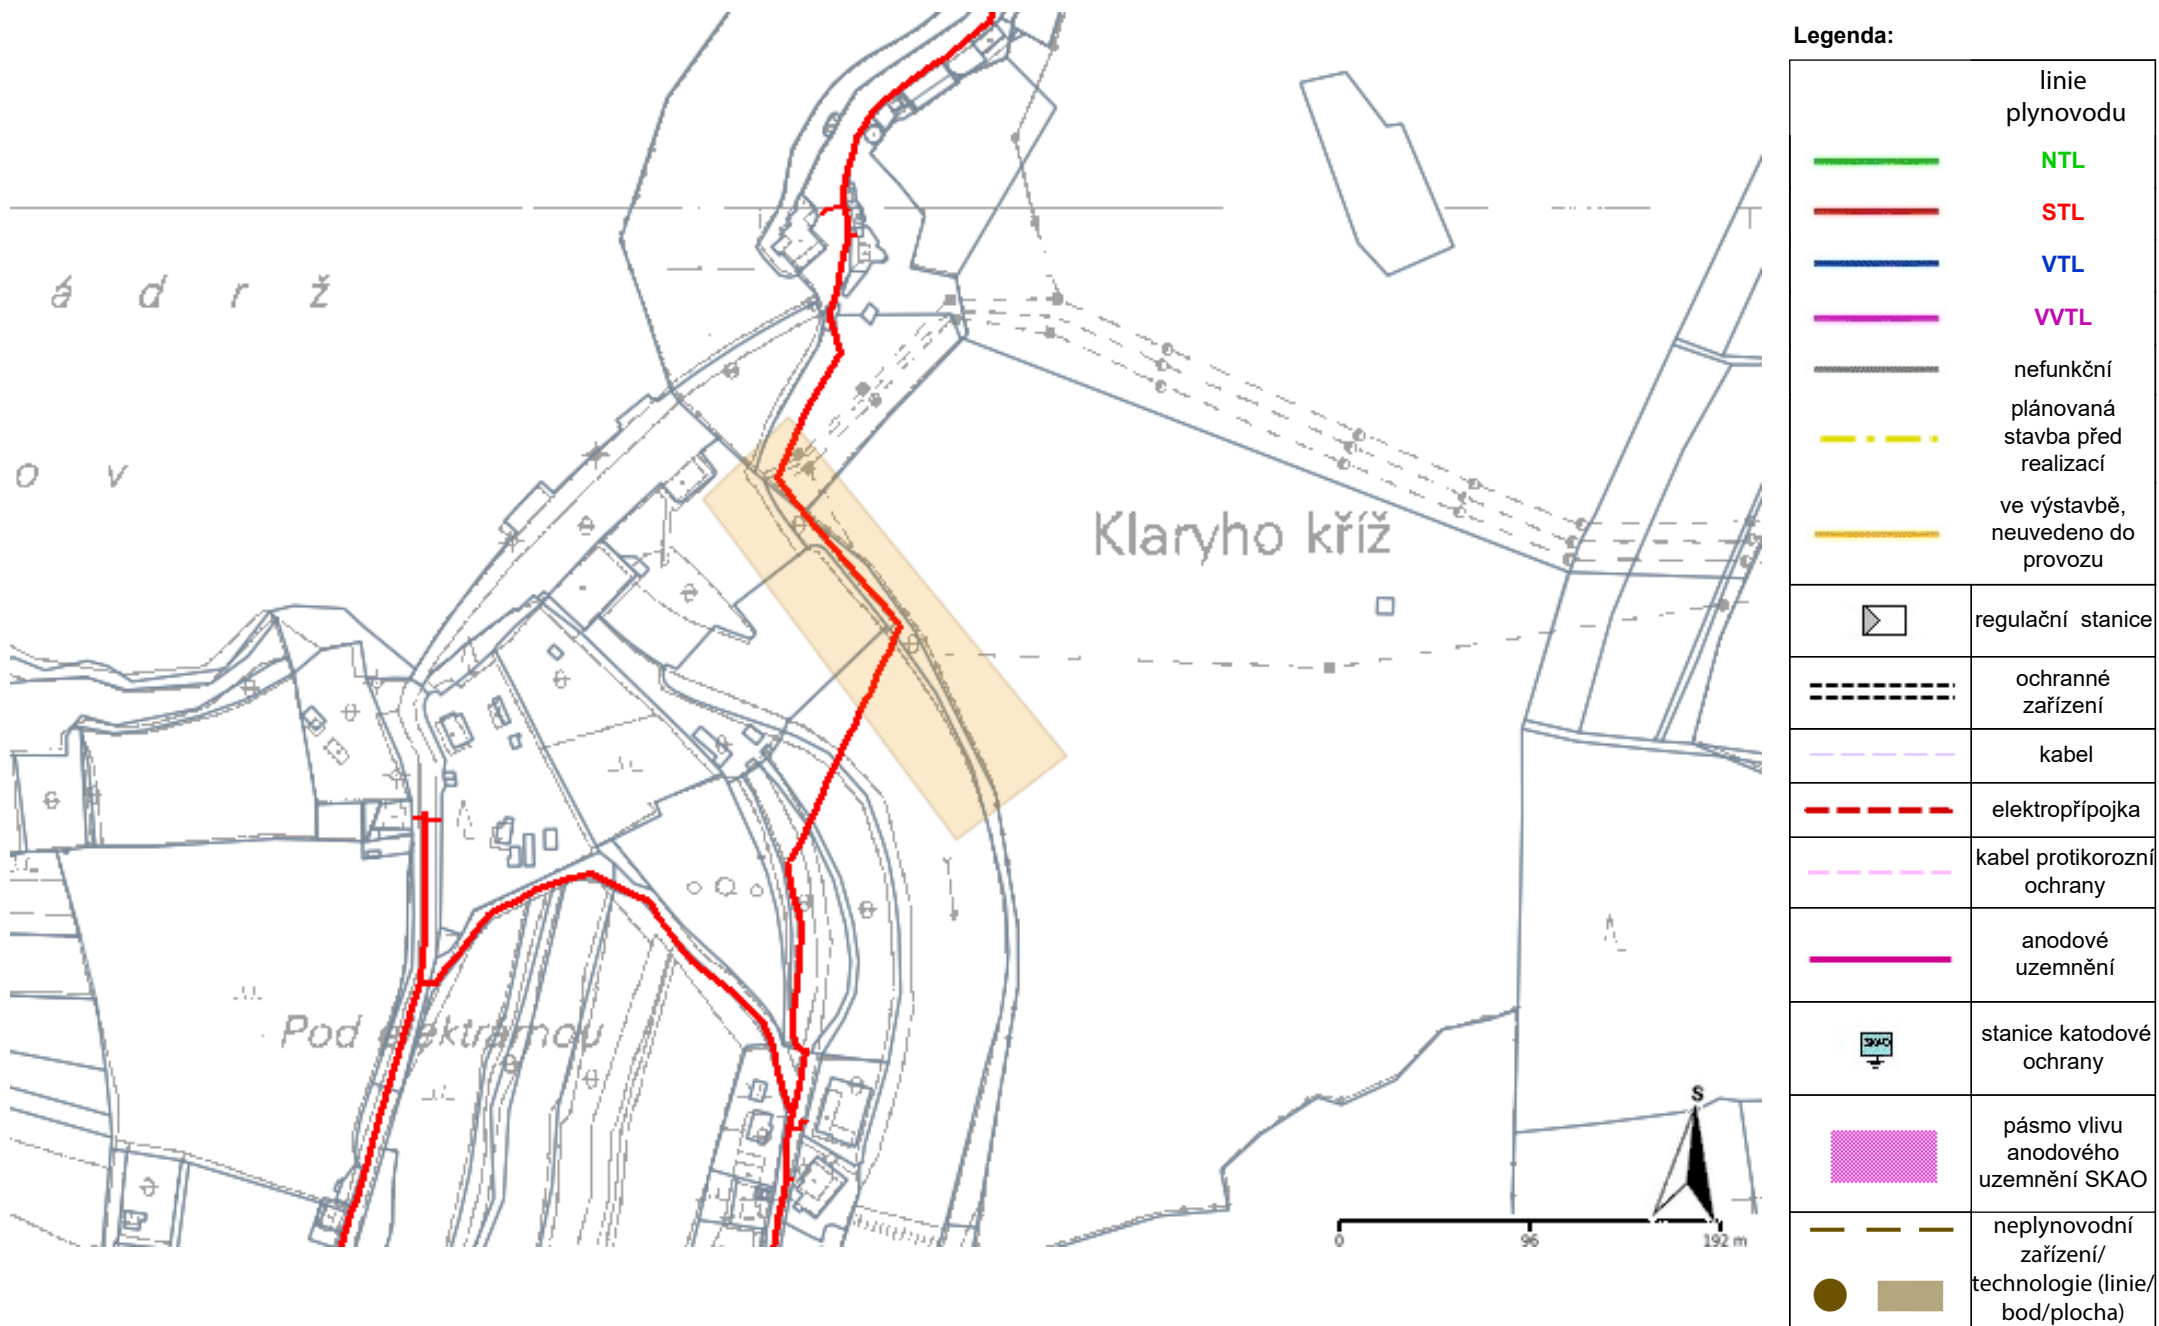 á d r ž
o v
Klaryho kříž
Pod elektrárnou
S
0 96 192 m
Legenda:
linie
plynovodu
NTL
STL
VTL
VVTL
nefunkční
plánovaná
stavba před
realizací
ve výstavbě,
neuvedeno do
provozu
regulační stanice
ochranné
zařízení
kabel
elektropřípojka
kabel protikorozní
ochrany
anodové
uzemnění
SKAO
stanice katodové
ochrany
pásmo vlivu
anodového
uzemnění SKAO
neplynovodní
zařízení/
technologie (linie/
bod/plocha)